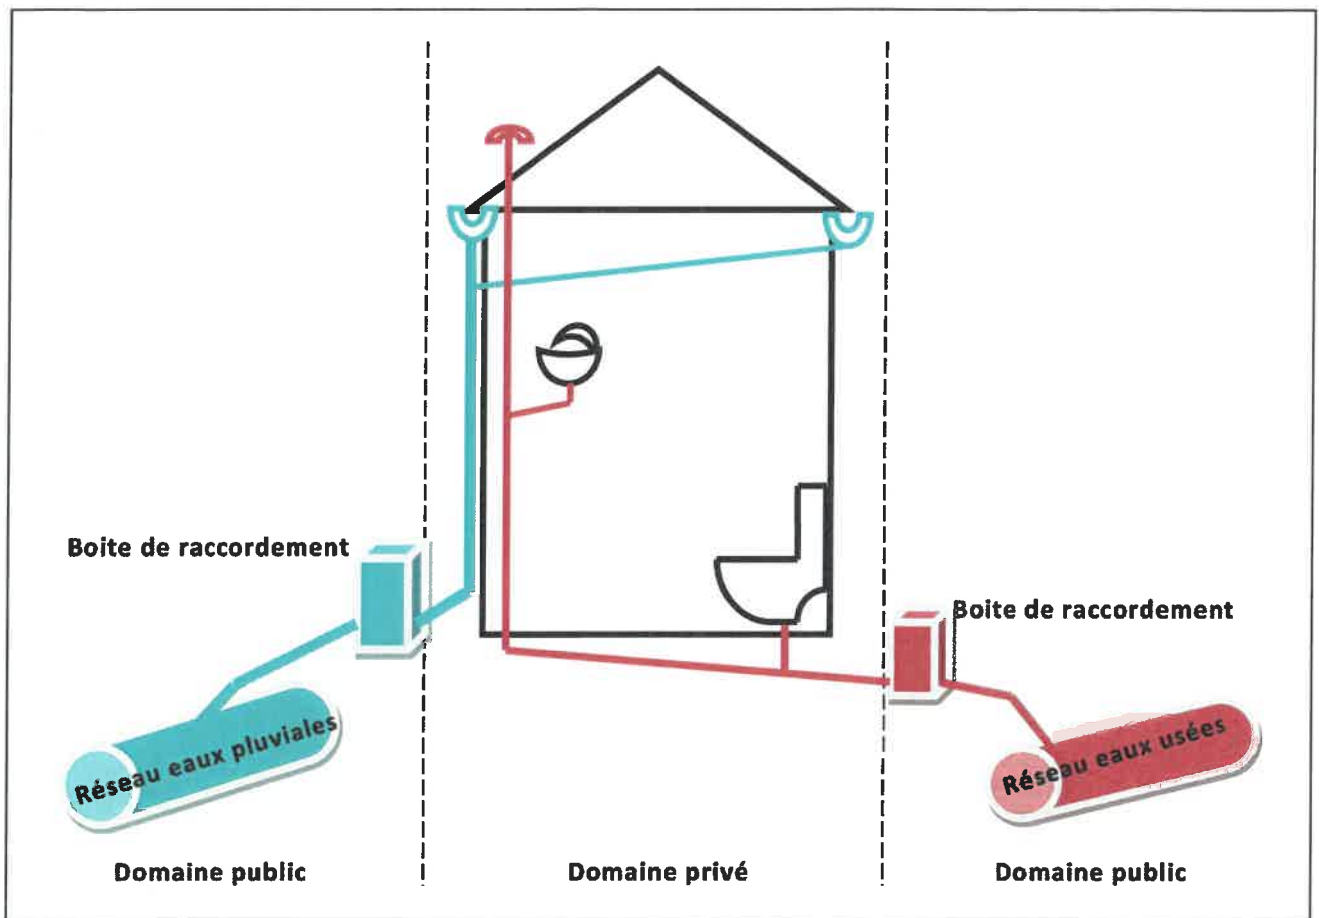 Boite de raccordement
Boite de raccordement
Réseau eaux pluviales
Réseau eaux usées
Domaine public
Domaine privé
Domaine public